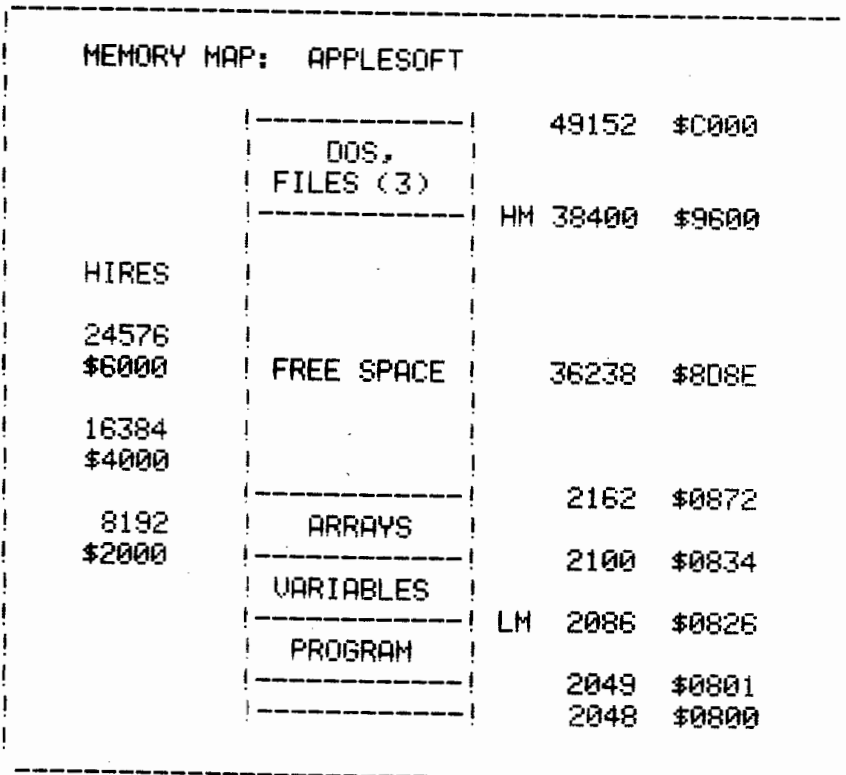 MEMORY MAP: APPLESOFT
49152 $C000
DOS,
FILES (3)
HM 38400 $9600
HIRES
24576
$6000 FREE SPACE 36238 $8D8E
16384
$4000
2162 $0872
8192 ARRAYS
$2000 2100 $0834
VARIABLES
LM 2086 $0826
PROGRAM
2049 $0801
2048 $0800